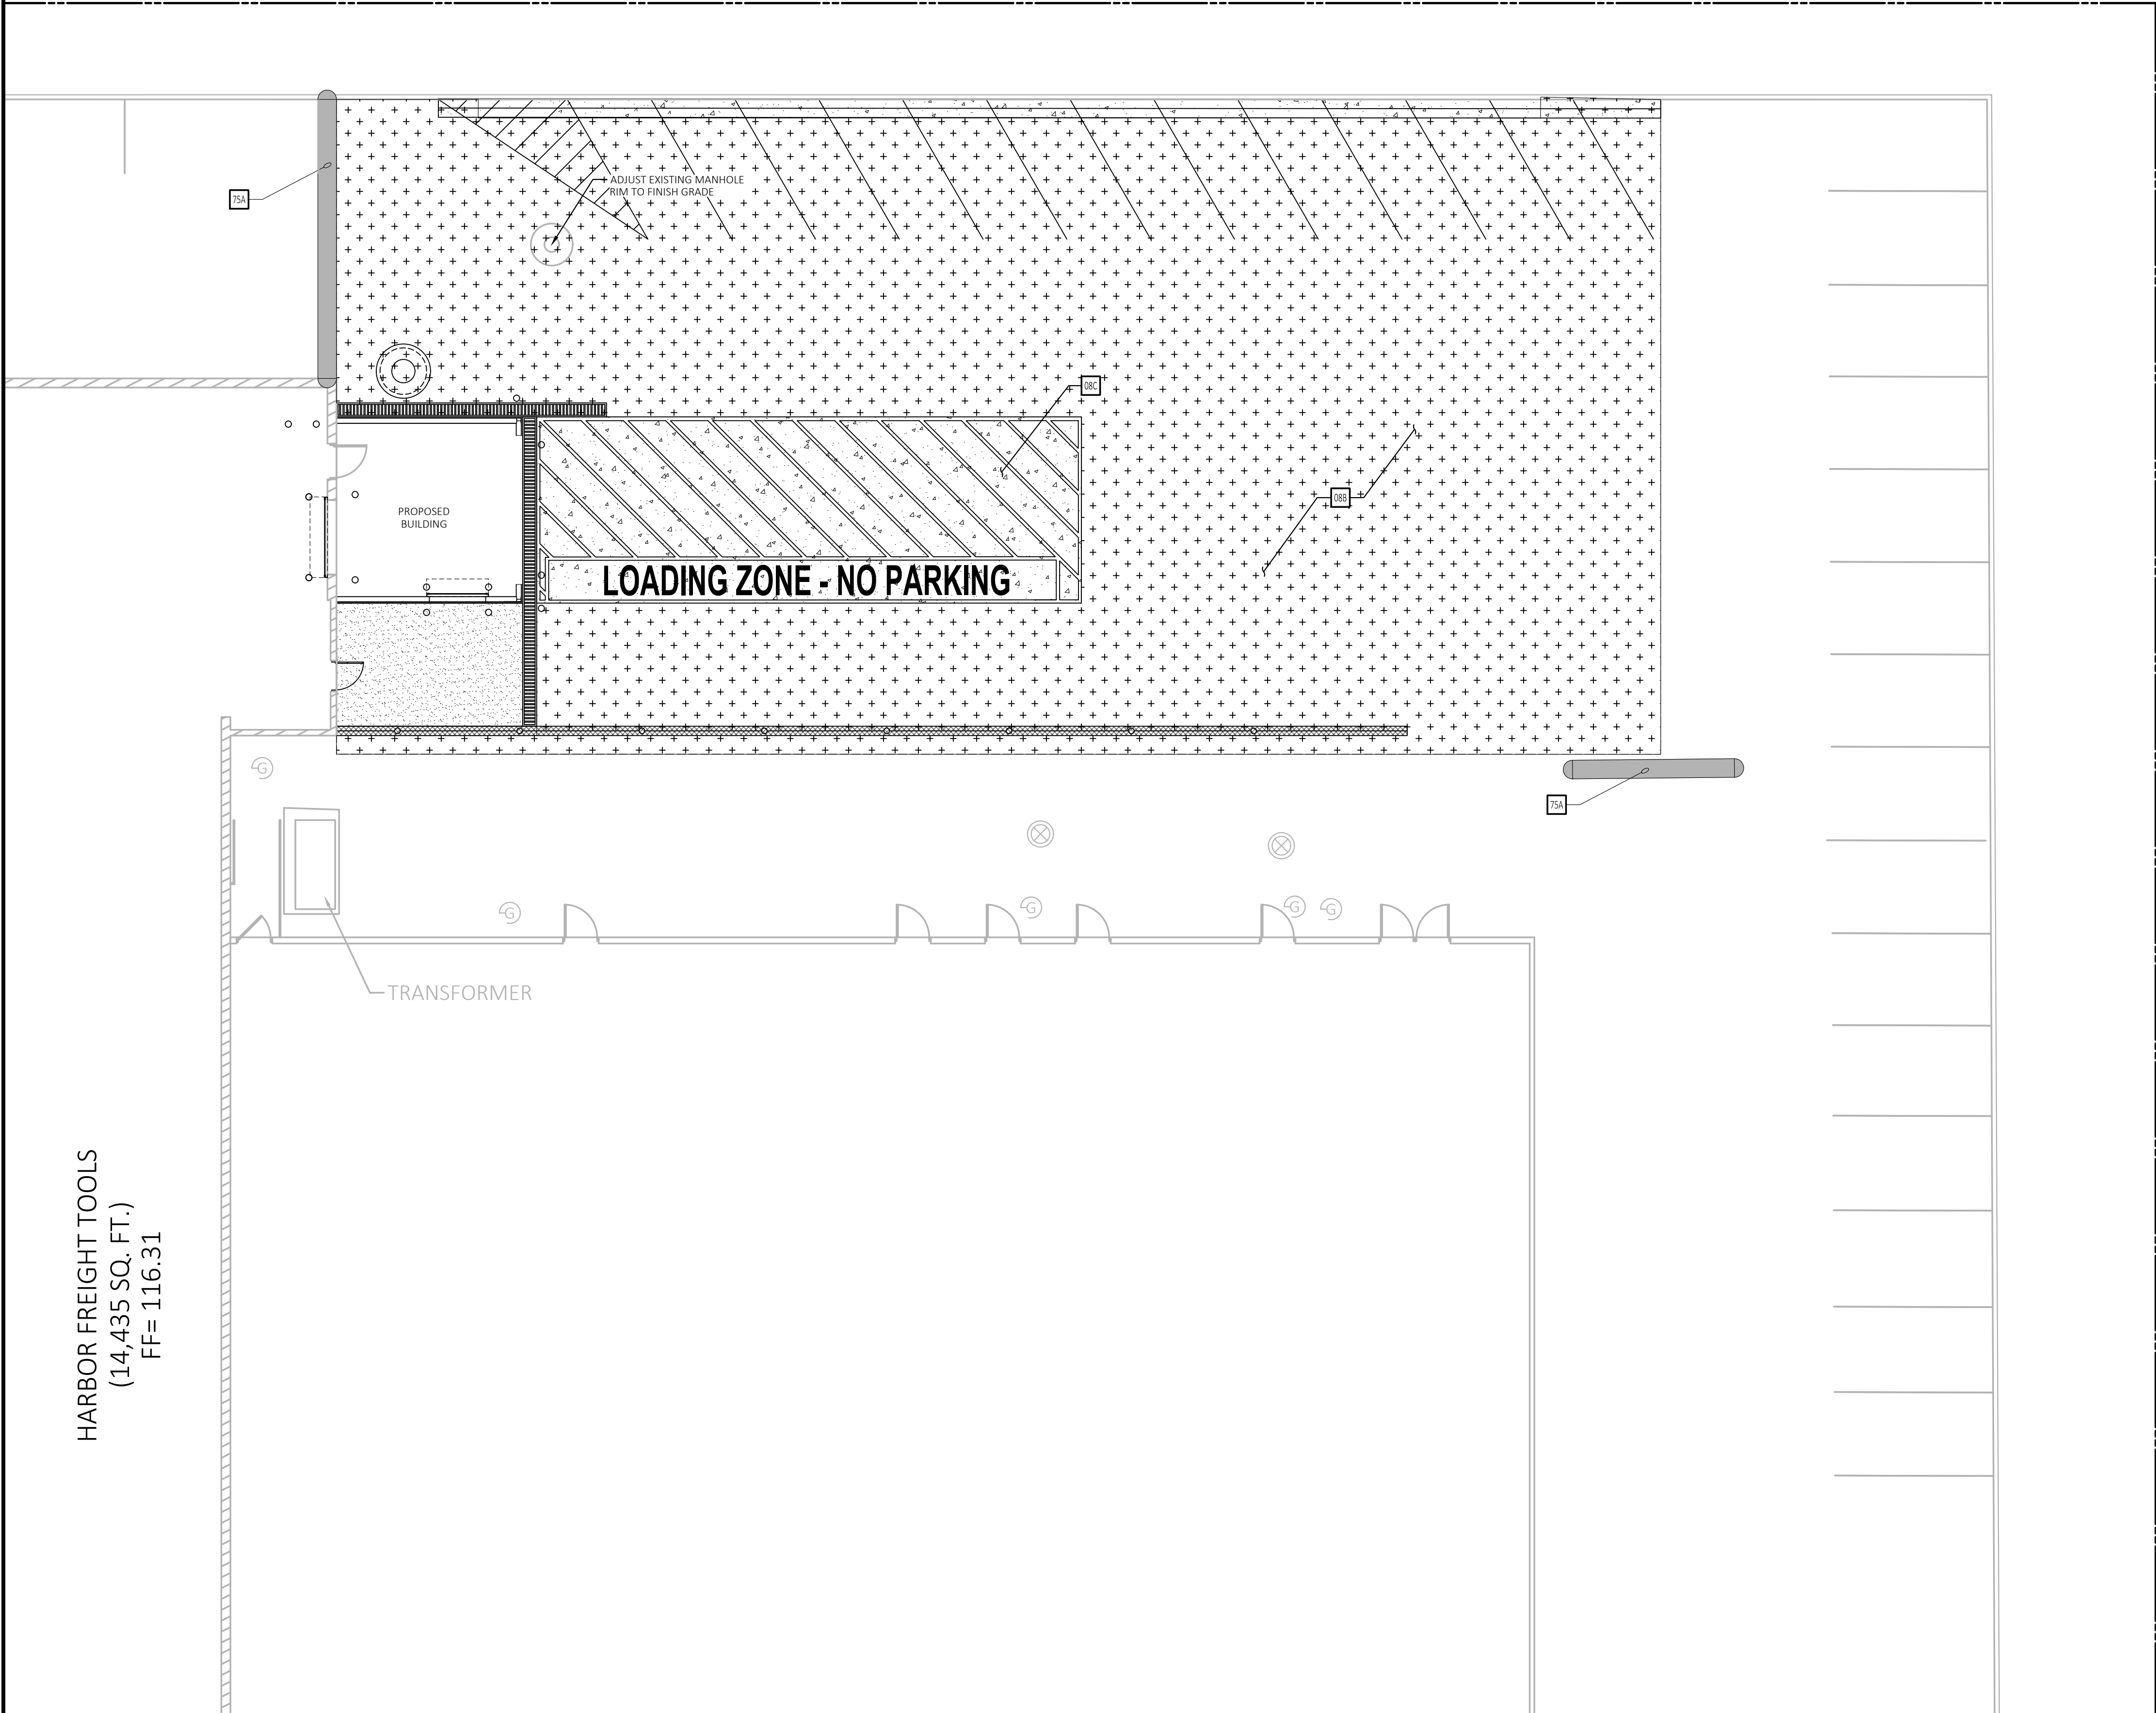 75A
ADJUST EXISTING MANHOLE
RIM TO FINISH GRADE
08C
08B
PROPOSED
BUILDING
LOADING ZONE - NO PARKING
G
75A
G
G
G
G
TRANSFORMER
HARBOR FREIGHT TOOLS
(14,435 SQ. FT.)
FF= 116.31